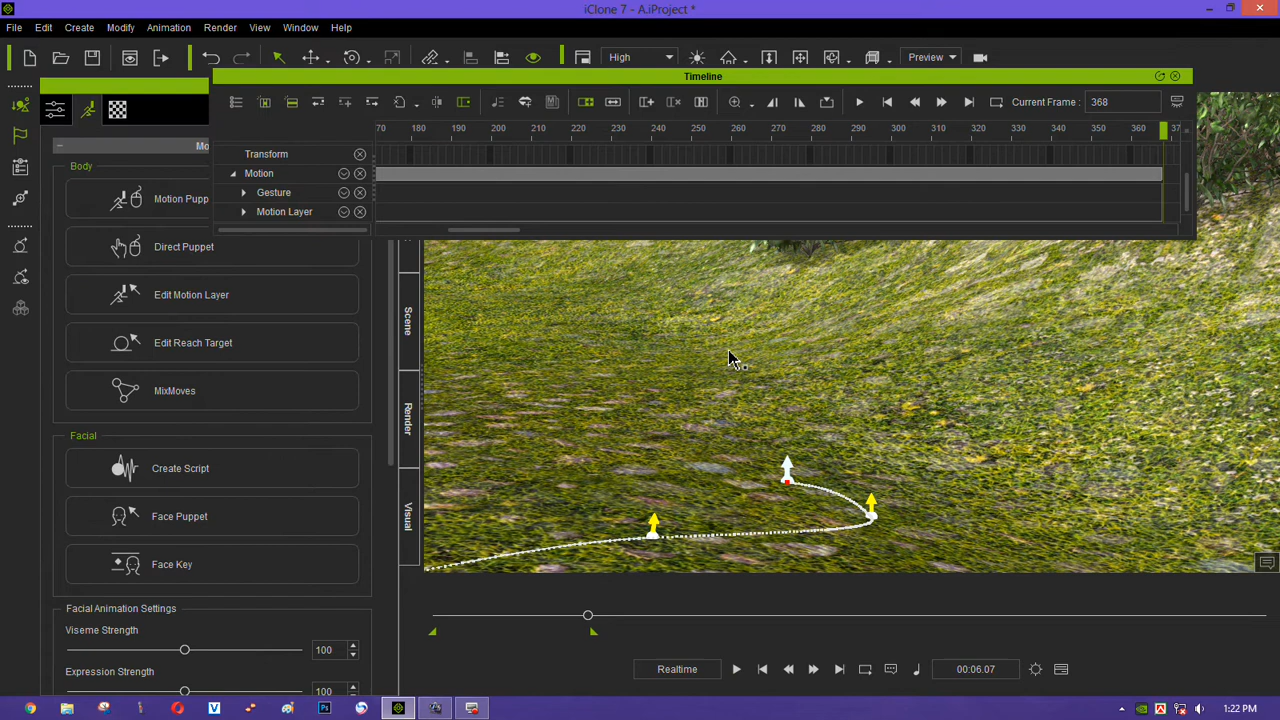 iClone 7 - A.iProject *
File Edit Create Modify Animation Render View Window Help
High Preview
Timeline
Current Frame : 368
70 180 190 200 210 220 230 240 250 260 270 280 290 300 310 320 330 340 350 360 37
Transform
Motion
Gesture
Motion Layer
Mo
Body
Motion Pupp
Direct Puppet
Edit Motion Layer
Edit Reach Target
MixMoves
Facial
Create Script
Face Puppet
Face Key
Facial Animation Settings
Viseme Strength
100
Expression Strength
100
Scene
Render
Visual
Realtime
00:06.07
1:22 PM